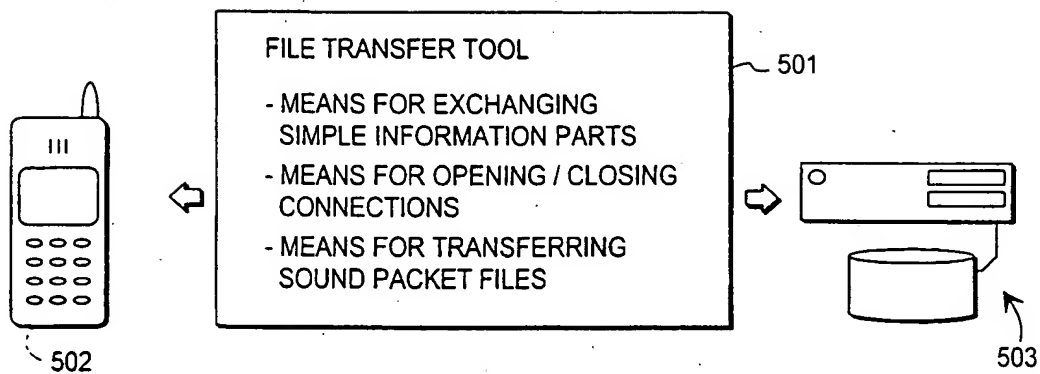 FILE TRANSFER TOOL
- MEANS FOR EXCHANGING
SIMPLE INFORMATION PARTS
- MEANS FOR OPENING / CLOSING
CONNECTIONS
- MEANS FOR TRANSFERRING
SOUND PACKET FILES
501
502
503